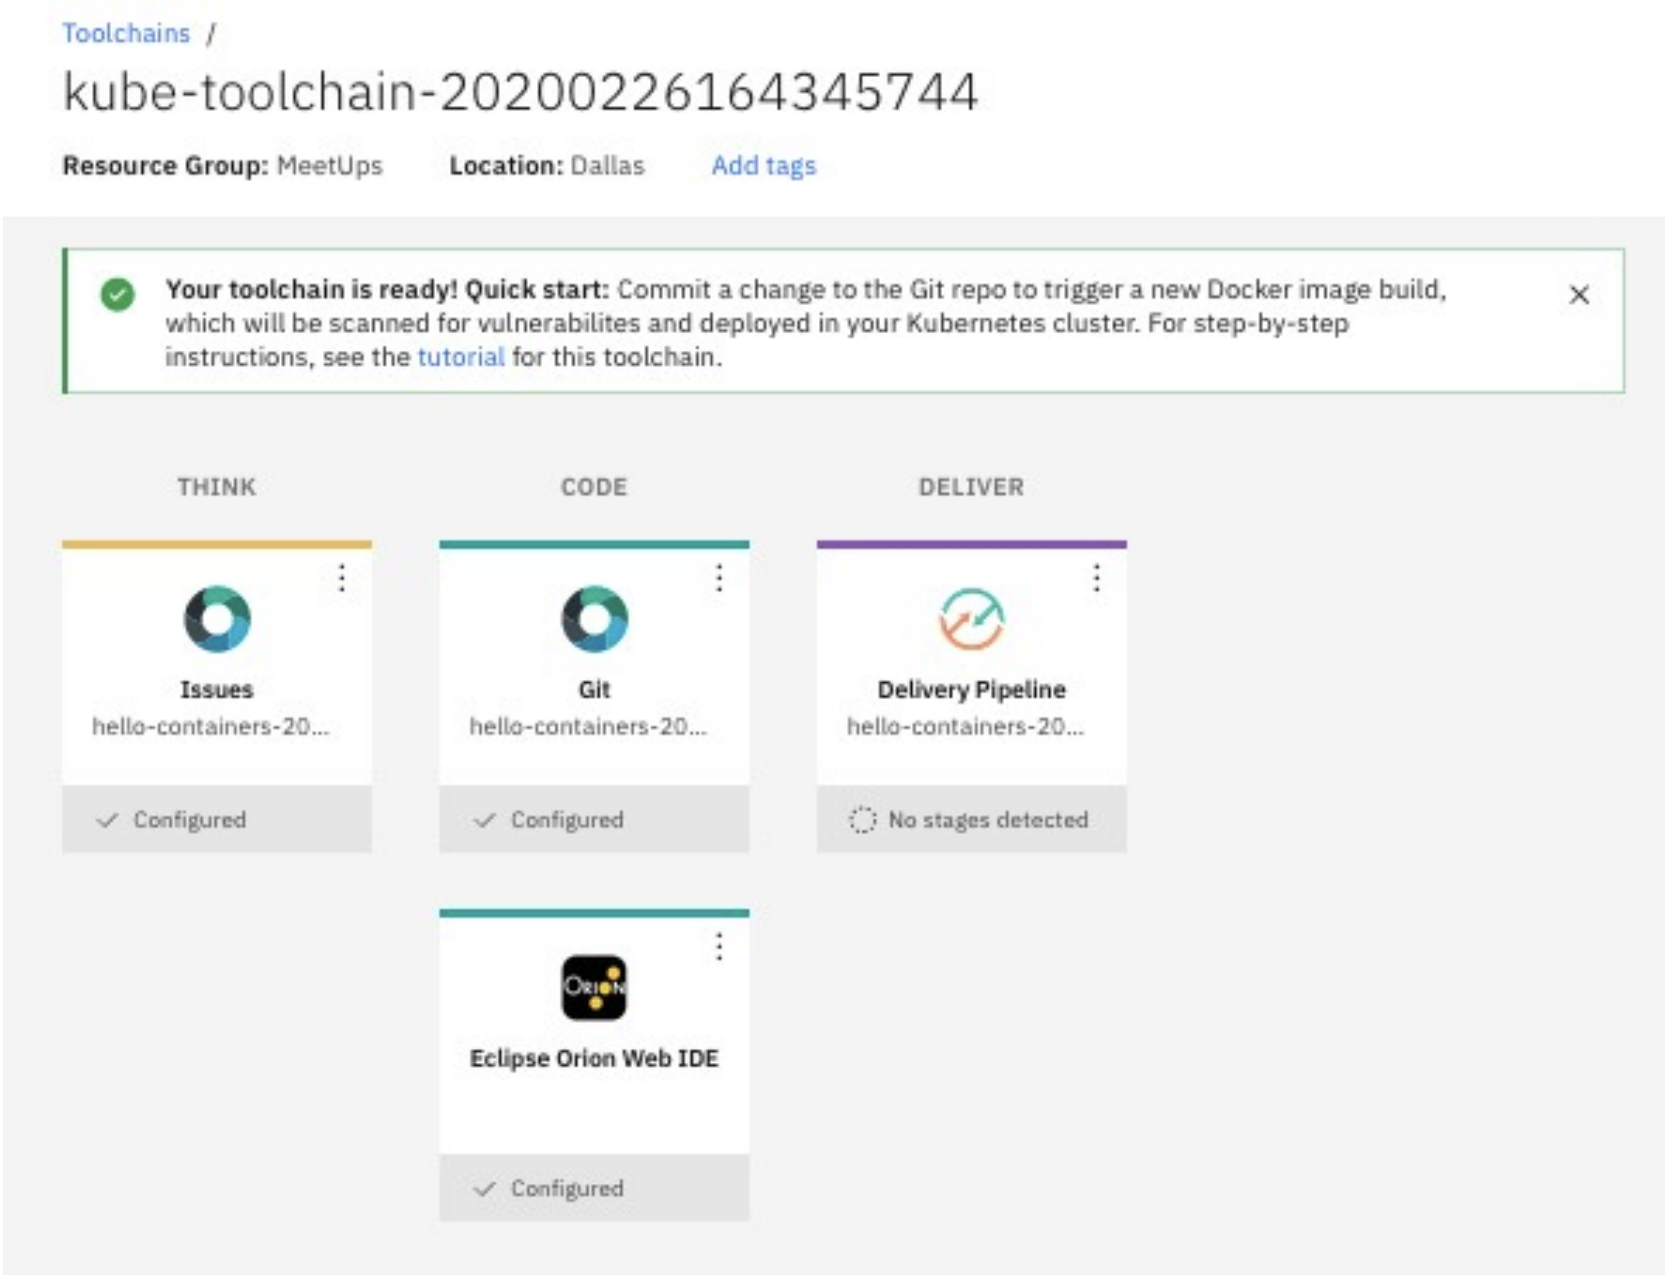 Toolchains /
kube-toolchain-20200226164345744
Resource Group: MeetUps Location: Dallas Add tags
Your toolchain is ready! Quick start: Commit a change to the Git repo to trigger a new Docker image build,
which will be scanned for vulnerabilites and deployed in your Kubernetes cluster. For step-by-step
instructions, see the tutorial for this toolchain.
THINK
CODE
DELIVER
Issues
hello-containers-20...
Configured
Git
hello-containers-20...
Configured
Delivery Pipeline
hello-containers-20...
No stages detected
ORION
Eclipse Orion Web IDE
Configured